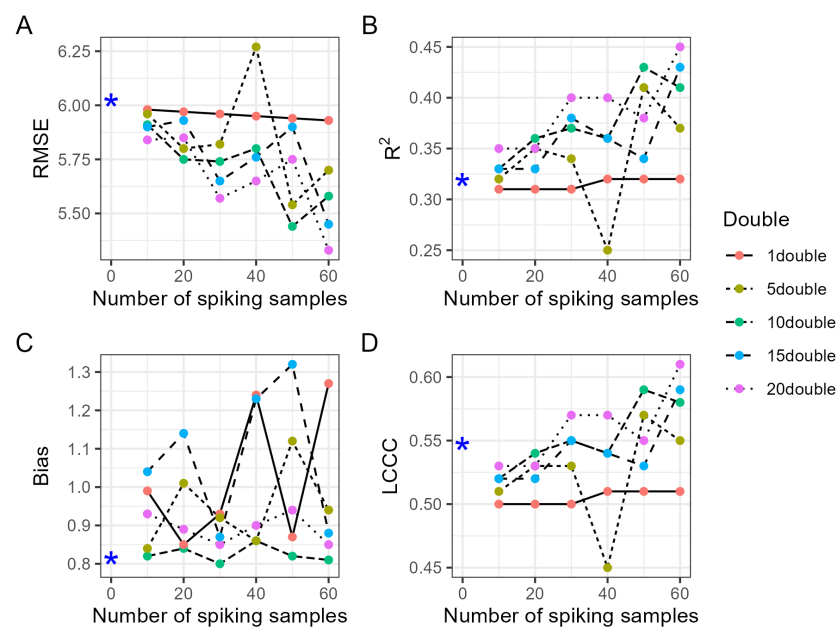 A
RMSE
6.25
6.00
5.75
5.50
0 20 40 60
Number of spiking samples
B
R²
0.45
0.40
0.35
0.30
0.25
0 20 40 60
Number of spiking samples
C
Bias
1.3
1.2
1.1
1.0
0.9
0.8
0 20 40 60
Number of spiking samples
D
LCCC
0.60
0.55
0.50
0.45
0 20 40 60
Number of spiking samples
Double
1double
5double
10double
15double
20double